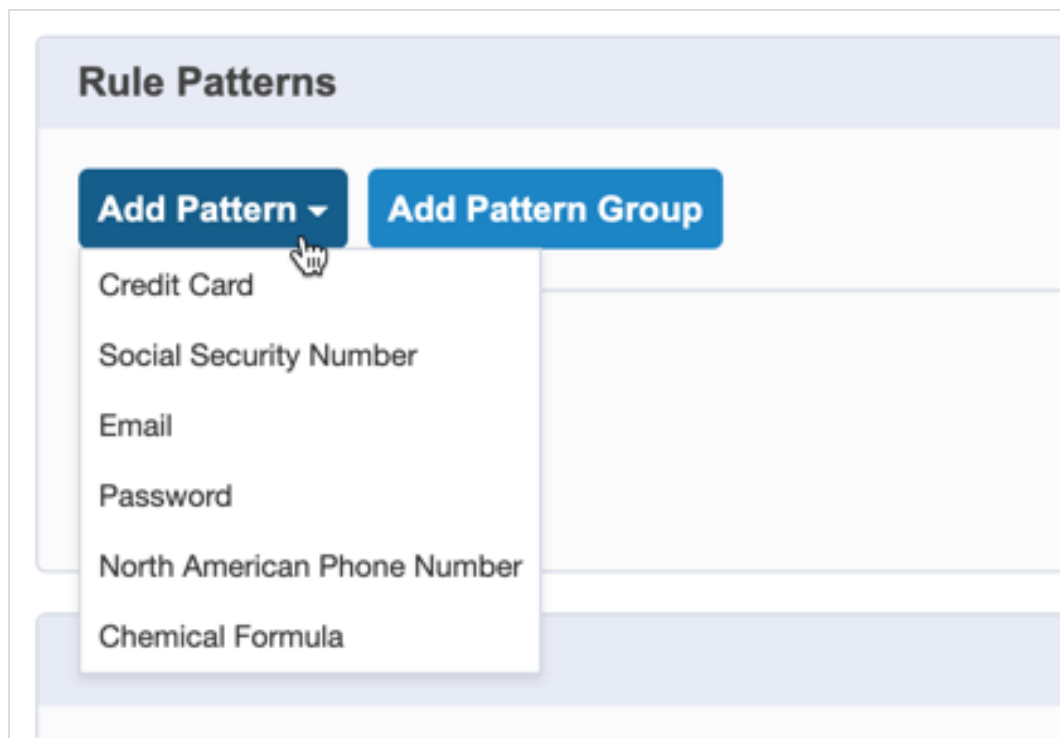 Rule Patterns
Add Pattern
Add Pattern Group
Credit Card
Social Security Number
Email
Password
North American Phone Number
Chemical Formula